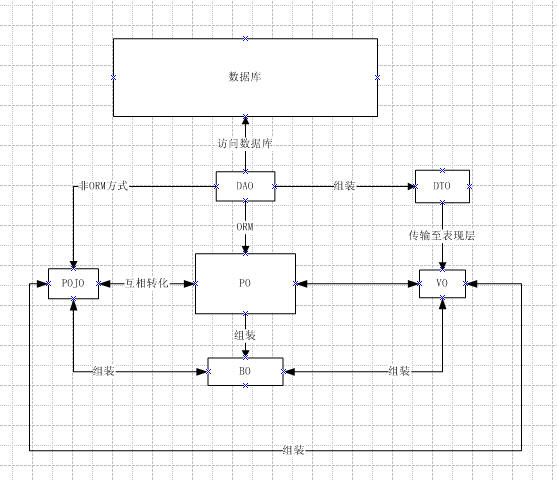 数据库
访问数据库
非ORM方式
DAO
组装
DTO
ORM
传输至表现层
POJO
互相转化
PO
VO
组装
组装
BO
组装
组装